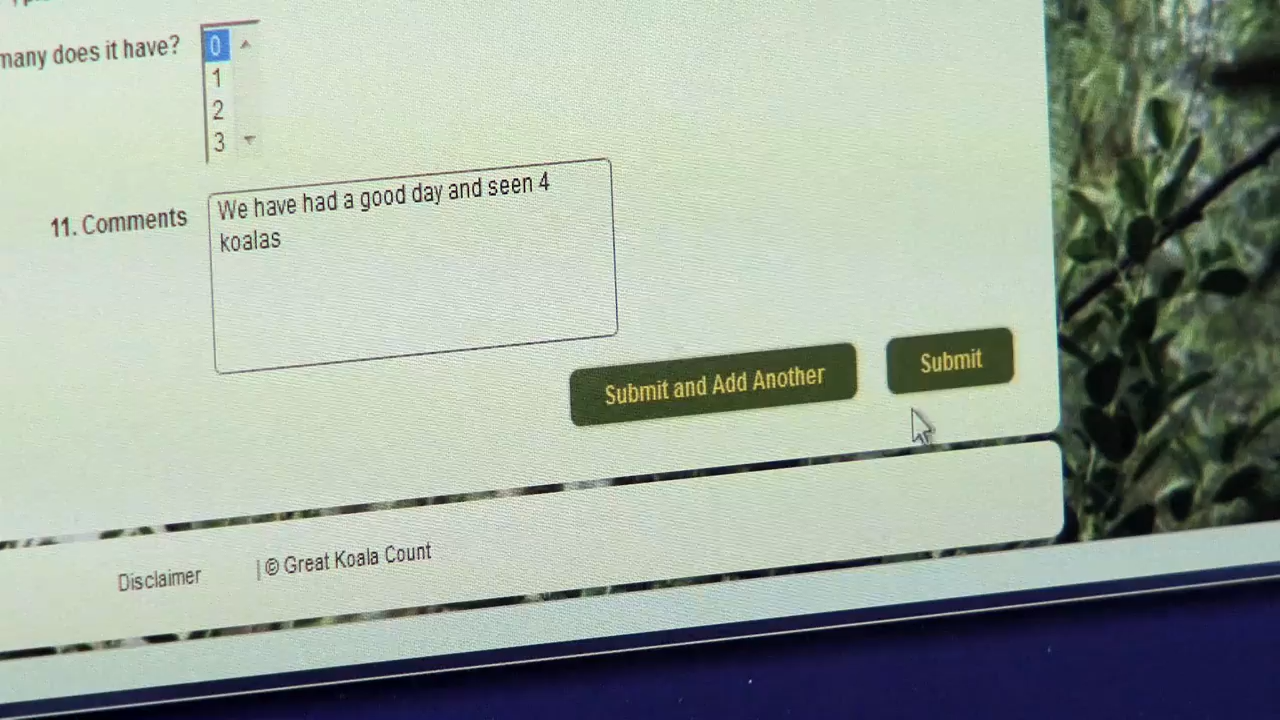 many does it have?
0
1
2
3
11. Comments
We have had a good day and seen 4
koalas
Submit and Add Another
Submit
Disclaimer
| © Great Koala Count